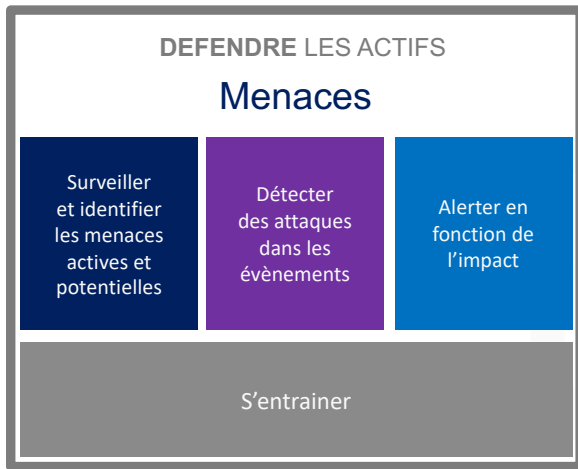 DEFENDRE LES ACTIFS
Menaces
Surveiller
et identifier
les menaces
actives et
potentielles
Détecter
des attaques
dans les
évènements
Alerter en
fonction de
l’impact
S’entrainer